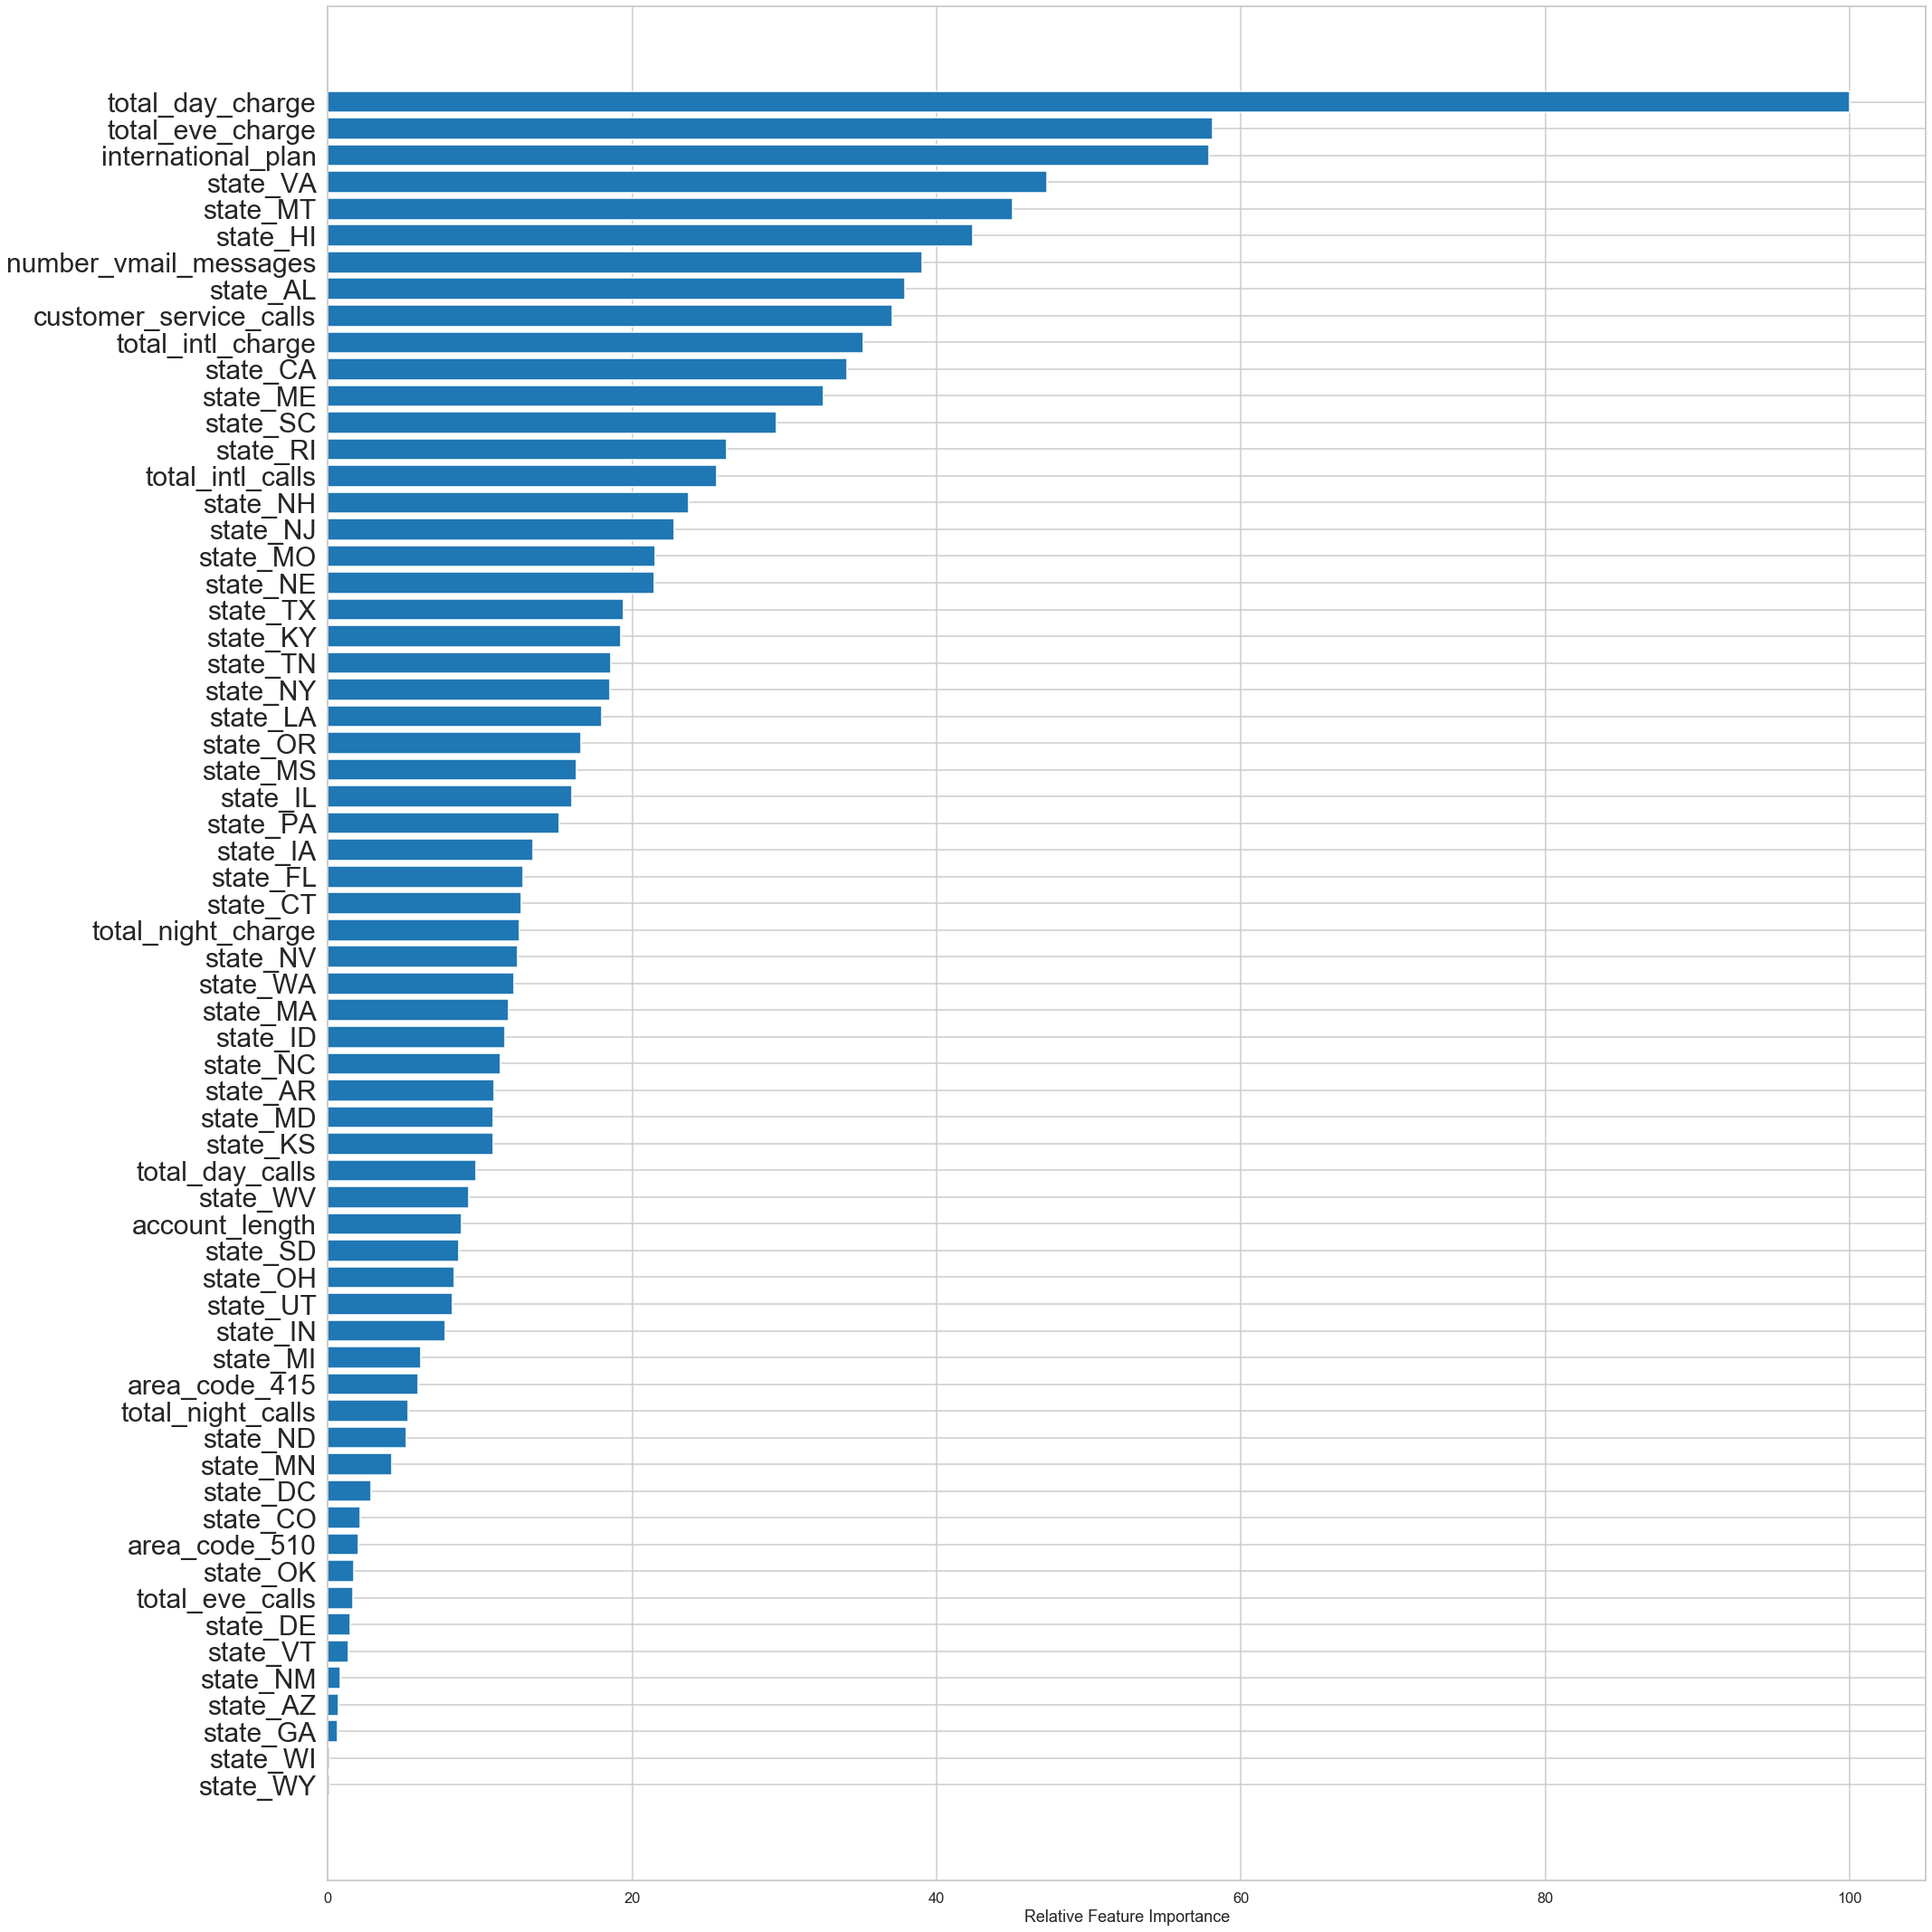 total_day_charge
total_eve_charge
international_plan
state_VA
state_MT
state_HI
number_vmail_messages
state_AL
customer_service_calls
total_intl_charge
state_CA
state_ME
state_SC
state_RI
total_intl_calls
state_NH
state_NJ
state_MO
state_NE
state_TX
state_KY
state_TN
state_NY
state_LA
state_OR
state_MS
state_IL
state_PA
state_IA
state_FL
state_CT
total_night_charge
state_NV
state_WA
state_MA
state_ID
state_NC
state_AR
state_MD
state_KS
total_day_calls
state_WV
account_length
state_SD
state_OH
state_UT
state_IN
state_MI
area_code_415
total_night_calls
state_ND
state_MN
state_DC
state_CO
area_code_510
state_OK
total_eve_calls
state_DE
state_VT
state_NM
state_AZ
state_GA
state_WI
state_WY
0 20 40 60 80 100
Relative Feature Importance